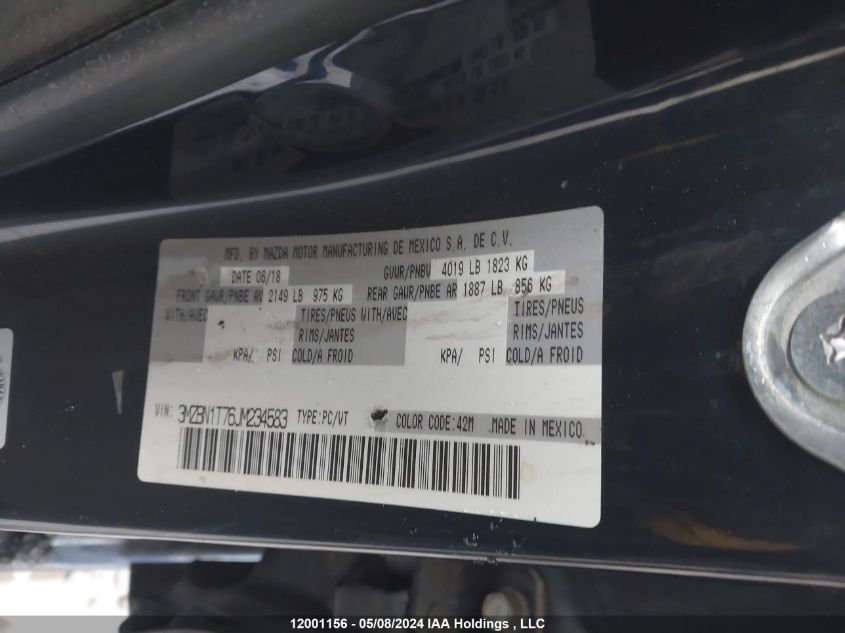 MFD. BY MAZDA MOTOR MANUFACTURING DE MEXICO S.A. DE C.V.
DATE 06/18 GVWR/PNBV 4019 LB 1823 KG
FRONT GAWR/PNBE AV 2149 LB 975 KG REAR GAWR/PNBE AR 1887 LB 856 KG
WITH/AVEC TIRES/PNEUS WITH/AVEC TIRES/PNEUS
RIMS/JANTES RIMS/JANTES
KPA/ PSI COLD/A FROID KPA/ PSI COLD/A FROID
VIN: 3MZBN1T76JM234583 TYPE:PC/VT COLOR CODE:42M .MADE IN MEXICO.
12001156 - 05/08/2024 IAA Holdings , LLC